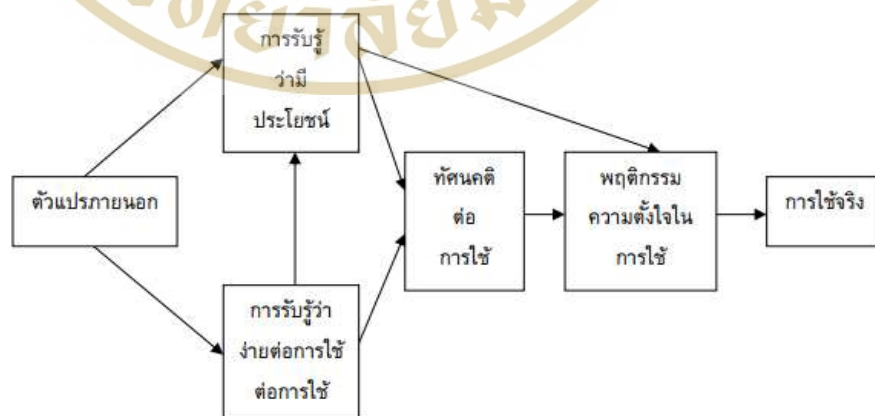 การรับรู้
ว่ามี
ประโยชน์
ตัวแปรภายนอก
การรับรู้ว่า
ง่ายต่อการใช้
ต่อการใช้
ทัศนคติ
ต่อ
การใช้
พฤติกรรม
ความตั้งใจใน
การใช้
การใช้จริง